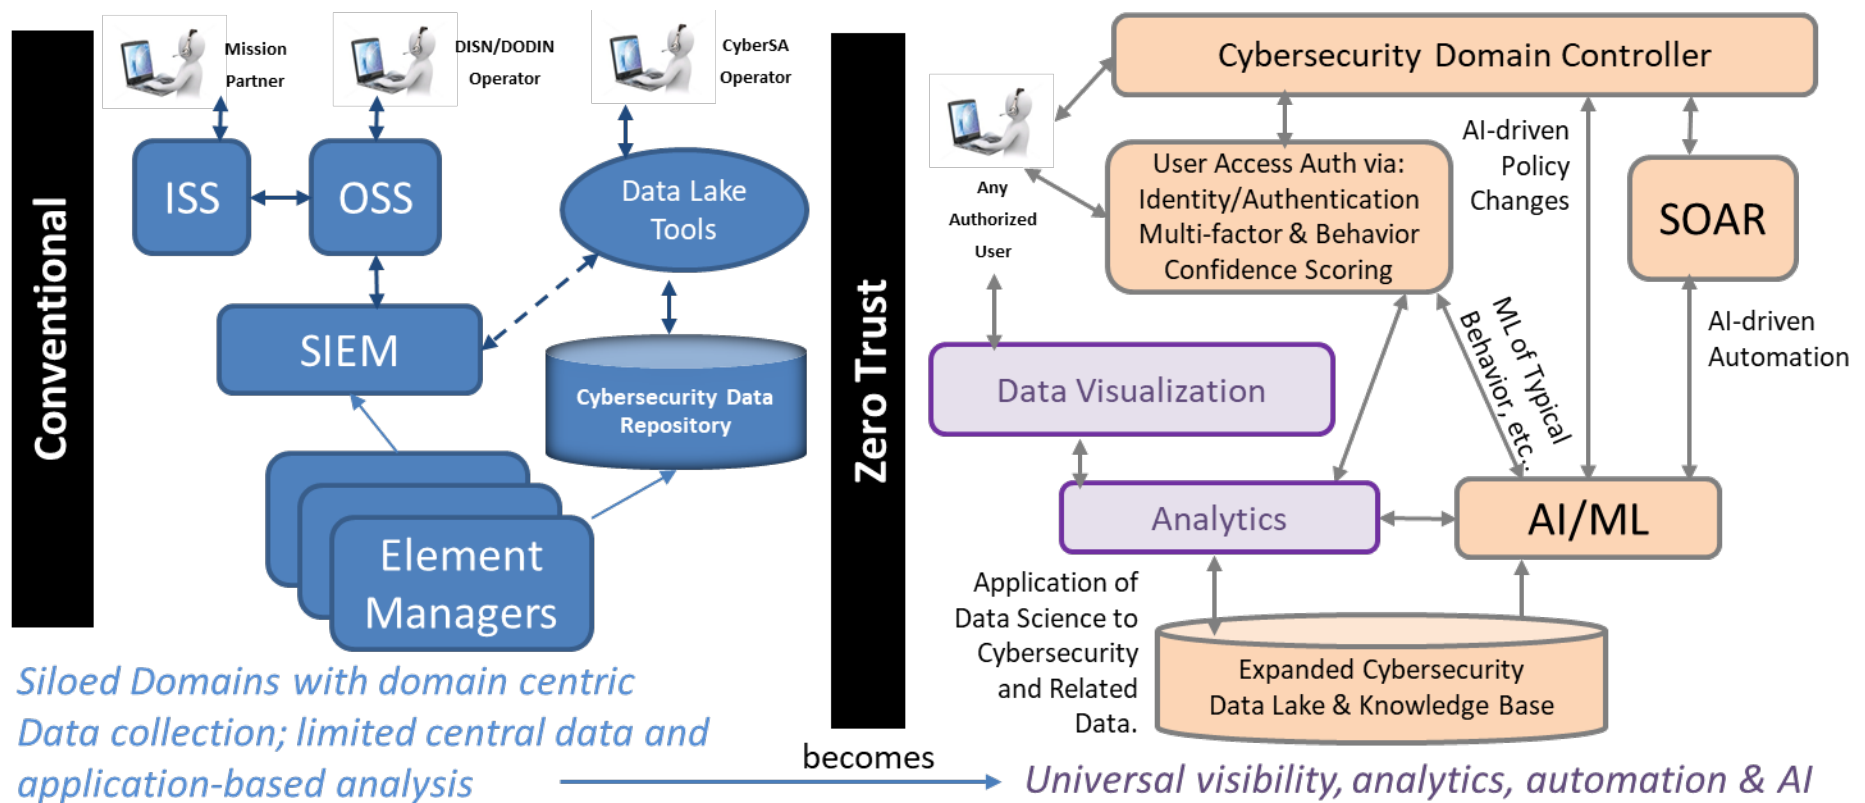 Conventional
Mission
Partner
DISN/DODIN
Operator
CyberSA
Operator
ISS
OSS
Data Lake
Tools
SIEM
Cybersecurity Data
Repository
Element
Managers
Siloed Domains with domain centric
Data collection; limited central data and
application-based analysis
becomes
Zero Trust
Cybersecurity Domain Controller
Any
Authorized
User
User Access Auth via:
Identity/Authentication
Multi-factor & Behavior
Confidence Scoring
AI-driven
Policy
Changes
SOAR
AI-driven
Automation
ML of Typical
Behavior, etc..
Data Visualization
Analytics
AI/ML
Application of
Data Science to
Cybersecurity
and Related
Data.
Expanded Cybersecurity
Data Lake & Knowledge Base
Universal visibility, analytics, automation & AI